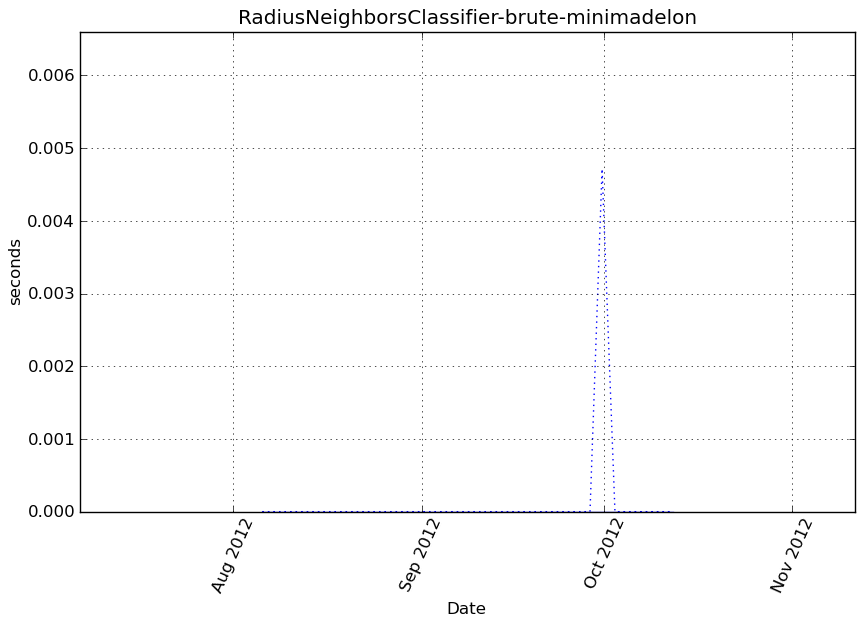 RadiusNeighborsClassifier-brute-minimadelon
0.006
0.005
0.004
0.003
0.002
0.001
0.000
seconds
Aug 2012
Sep 2012
Oct 2012
Nov 2012
Date